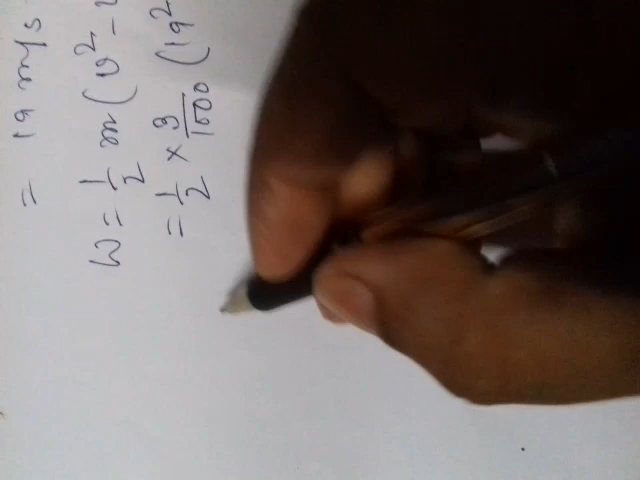 = 19 m/s
W = 1/2 m (v² -
= 1/2 × 3/1000 (19²